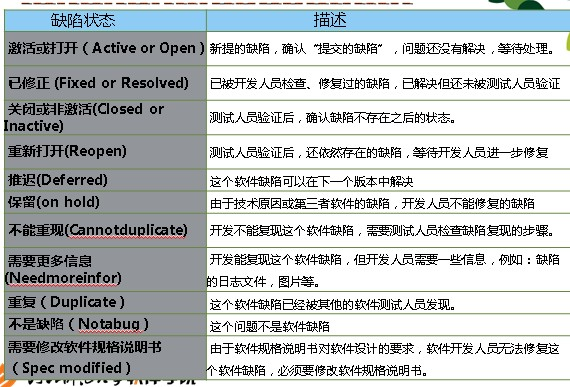 缺陷状态 描述
激活或打开（Active or Open） 新提的缺陷，确认“提交的缺陷”，问题还没有解决，等待处理。
已修正 (Fixed or Resolved) 已被开发人员检查、修复过的缺陷，已解决但还未被测试人员验证
关闭或非激活(Closed or
Inactive) 测试人员验证后，确认缺陷不存在之后的状态。
重新打开(Reopen) 测试人员验证后，还依然存在的缺陷，等待开发人员进一步修复
推迟(Deferred) 这个软件缺陷可以在下一个版本中解决
保留(on hold) 由于技术原因或第三者软件的缺陷，开发人员不能修复的缺陷
不能重现(Cannotduplicate) 开发不能复现这个软件缺陷，需要测试人员检查缺陷复现的步骤。
需要更多信息 开发能复现这个软件缺陷，但开发人员需要一些信息，例如：缺陷
(Needmoreinfor) 的日志文件，图片等。
重复（Duplicate） 这个软件缺陷已经被其他的软件测试人员发现。
不是缺陷（Notabug） 这个问题不是软件缺陷
需要修改软件规格说明书 由于软件规格说明书对软件设计的要求，软件开发人员无法修复这
（Spec modified） 个软件缺陷，必须要修改软件规格说明书。